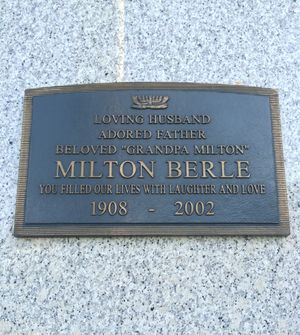 LOVING HUSBAND
ADORED FATHER
BELOVED "GRANDPA MILTON"
MILTON BERLE
YOU FILLED OUR LIVES WITH LAUGHTER AND LOVE
1908 - 2002